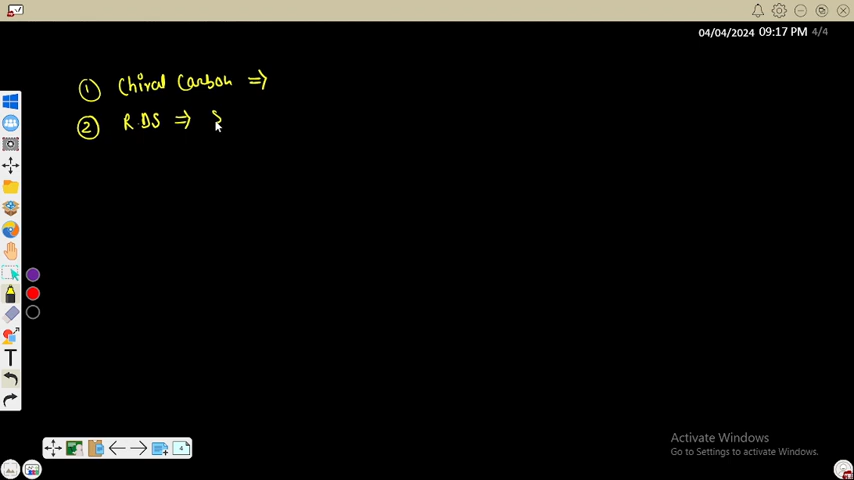 04/04/2024 09:17 PM 4/4
① Chiral Carbon ⇒
② R.DS ⇒ S
T
4
Activate Windows
Go to Settings to activate Windows.